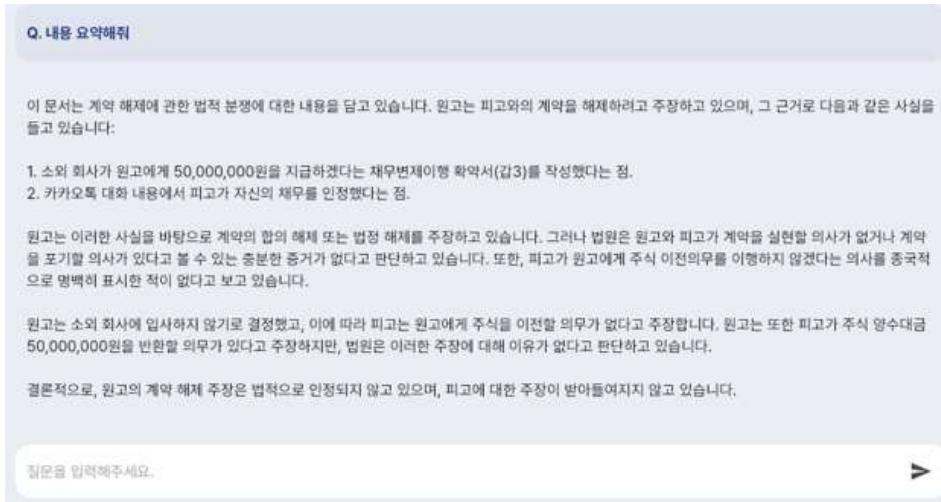 Q. 내용 요약해줘
이 문서는 계약 해제에 관한 법적 분쟁에 대한 내용을 담고 있습니다. 원고는 피고와의 계약을 해제하려고 주장하고 있으며, 그 근거로 다음과 같은 사실을
들고 있습니다:
1. 소외 회사가 원고에게 50,000,000원을 지급하겠다는 채무변제이행 확약서(갑3)를 작성했다는 점.
2. 카카오톡 대화 내용에서 피고가 자신의 채무를 인정했다는 점.
원고는 이러한 사실을 바탕으로 계약의 합의 해제 또는 법정 해제를 주장하고 있습니다. 그러나 법원은 원고와 피고가 계약을 실현할 의사가 없거나 계약
을 포기할 의사가 있다고 볼 수 있는 충분한 증거가 없다고 판단하고 있습니다. 또한, 피고가 원고에게 주식 이전의무를 이행하지 않겠다는 의사를 종국적
으로 명백히 표시한 적이 없다고 보고 있습니다.
원고는 소외 회사에 입사하지 않기로 결정했고, 이에 따라 피고는 원고에게 주식을 이전할 의무가 없다고 주장합니다. 원고는 또한 피고가 주식 양수대금
50,000,000원을 반환할 의무가 있다고 주장하지만, 법원은 이러한 주장에 대해 이유가 없다고 판단하고 있습니다.
결론적으로, 원고의 계약 해제 주장은 법적으로 인정되지 않고 있으며, 피고에 대한 주장이 받아들여지지 않고 있습니다.
질문을 입력해주세요.